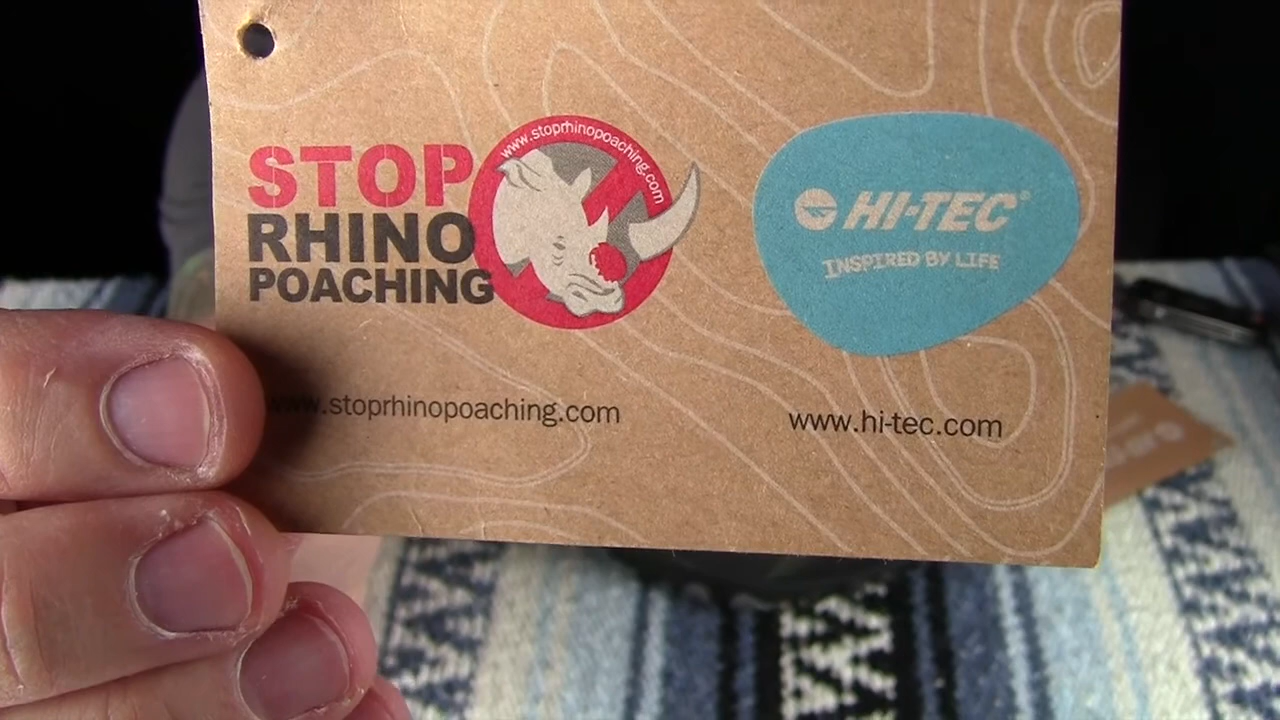 STOP
RHINO
POACHING
www.stoprhinopoaching.com
HI-TEC®
INSPIRED BY LIFE
www.stoprhinopoaching.com
www.hi-tec.com